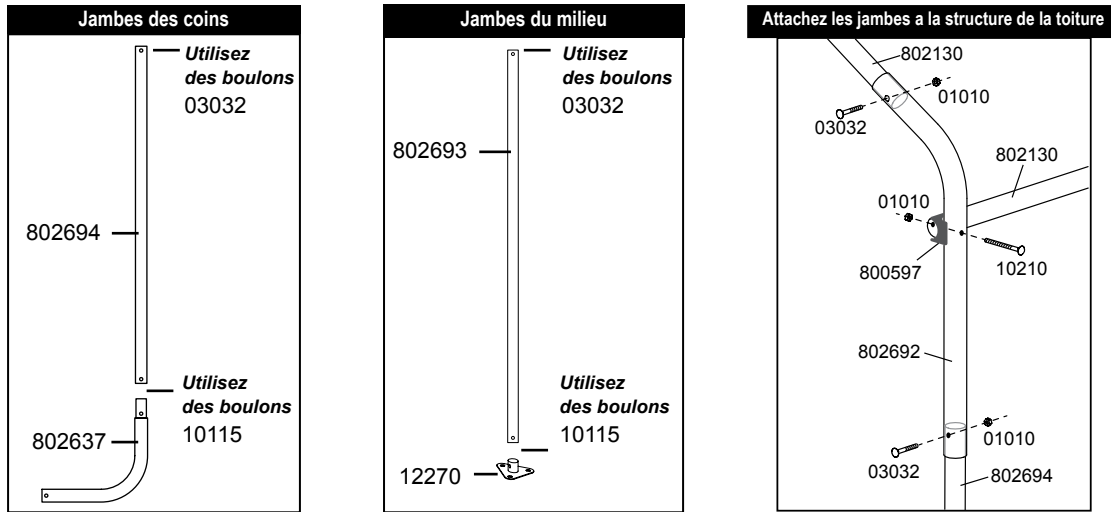 Jambes des coins
Utilisez
des boulons
03032
802694
Utilisez
des boulons
10115
802637
Jambes du milieu
Utilisez
des boulons
03032
802693
Utilisez
des boulons
10115
12270
Attachez les jambes a la structure de la toiture
802130
01010
03032
802130
01010
800597
10210
802692
01010
03032
802694